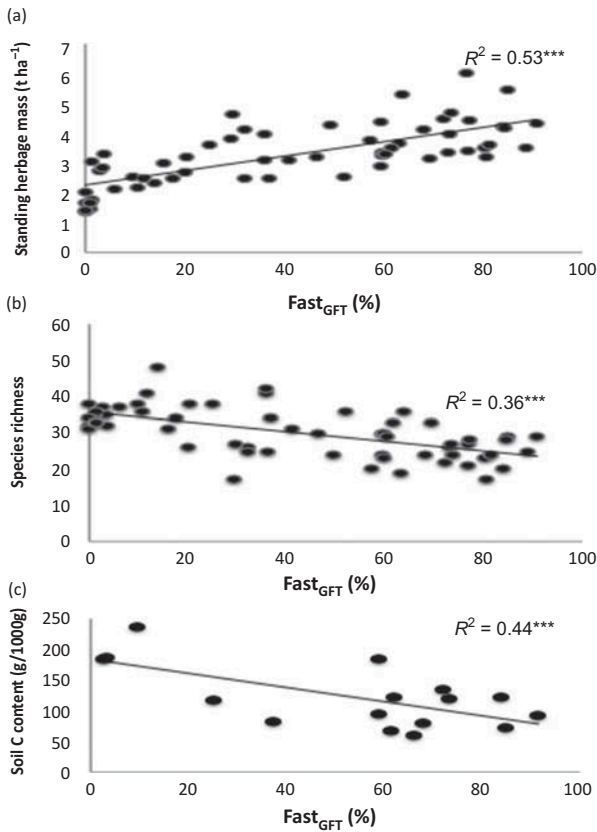 (a)
7
6
5
4
3
2
1
0
Standing herbage mass (t ha⁻¹)
R² = 0.53***
0 20 40 60 80 100
Fast_GFT (%)
(b)
60
50
40
30
20
10
0
Species richness
R² = 0.36***
0 20 40 60 80 100
Fast_GFT (%)
(c)
250
200
150
100
50
0
Soil C content (g/1000g)
R² = 0.44***
0 20 40 60 80 100
Fast_GFT (%)